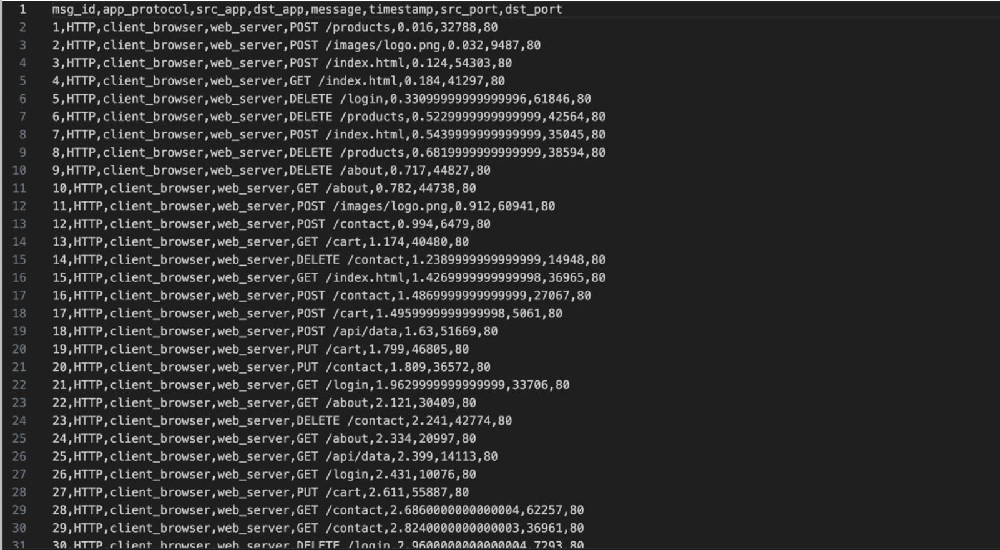 1 msg_id,app_protocol,src_app,dst_app,message,timestamp,src_port,dst_port
2 1,HTTP,client_browser,web_server,POST /products,0.016,32788,80
3 2,HTTP,client_browser,web_server,POST /images/logo.png,0.032,9487,80
4 3,HTTP,client_browser,web_server,POST /index.html,0.124,54303,80
5 4,HTTP,client_browser,web_server,GET /index.html,0.184,41297,80
6 5,HTTP,client_browser,web_server,DELETE /login,0.33099999999999996,61846,80
7 6,HTTP,client_browser,web_server,DELETE /products,0.5229999999999999,42564,80
8 7,HTTP,client_browser,web_server,POST /index.html,0.5439999999999999,35045,80
9 8,HTTP,client_browser,web_server,DELETE /products,0.6819999999999999,38594,80
10 9,HTTP,client_browser,web_server,DELETE /about,0.717,44827,80
11 10,HTTP,client_browser,web_server,GET /about,0.782,44738,80
12 11,HTTP,client_browser,web_server,POST /images/logo.png,0.912,60941,80
13 12,HTTP,client_browser,web_server,POST /contact,0.994,6479,80
14 13,HTTP,client_browser,web_server,GET /cart,1.174,40480,80
15 14,HTTP,client_browser,web_server,DELETE /contact,1.2389999999999999,14948,80
16 15,HTTP,client_browser,web_server,GET /index.html,1.4269999999999998,36965,80
17 16,HTTP,client_browser,web_server,POST /contact,1.4869999999999999,27067,80
18 17,HTTP,client_browser,web_server,POST /cart,1.4959999999999998,5061,80
19 18,HTTP,client_browser,web_server,POST /api/data,1.63,51669,80
20 19,HTTP,client_browser,web_server,PUT /cart,1.799,46805,80
21 20,HTTP,client_browser,web_server,PUT /contact,1.809,36572,80
22 21,HTTP,client_browser,web_server,GET /login,1.9629999999999999,33706,80
23 22,HTTP,client_browser,web_server,GET /about,2.121,30409,80
24 23,HTTP,client_browser,web_server,DELETE /contact,2.241,42774,80
25 24,HTTP,client_browser,web_server,GET /about,2.334,20997,80
26 25,HTTP,client_browser,web_server,GET /api/data,2.399,14113,80
27 26,HTTP,client_browser,web_server,GET /login,2.431,10076,80
28 27,HTTP,client_browser,web_server,PUT /cart,2.611,55887,80
29 28,HTTP,client_browser,web_server,GET /contact,2.6860000000000004,62257,80
30 29,HTTP,client_browser,web_server,GET /contact,2.8240000000000003,36961,80
31 30,HTTP,client_browser,web_server,DELETE /login,2.9600000000000004,7293,80